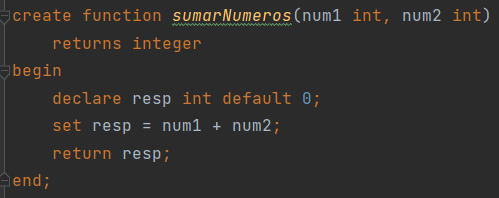 create function sumarNumeros(num1 int, num2 int)
returns integer
begin
declare resp int default 0;
set resp = num1 + num2;
return resp;
end;